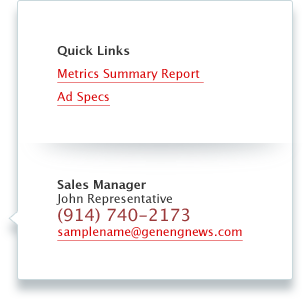 Quick Links
Metrics Summary Report
Ad Specs
Sales Manager
John Representative
(914) 740-2173
samplename@genengnews.com